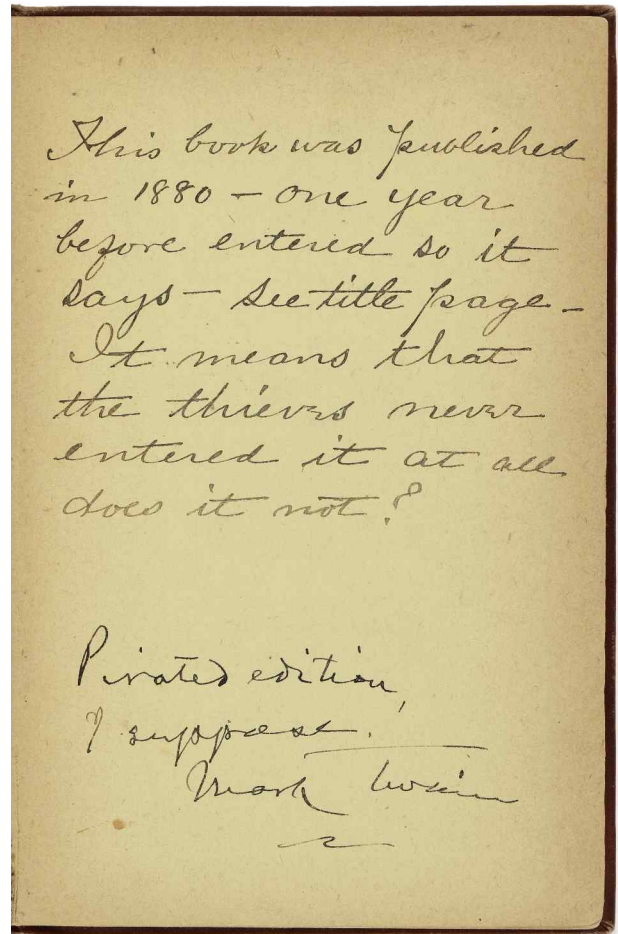 This book was published
in 1880 – one year
before entered so it
says – see title page –
It means that
the thieves never
entered it at all
does it not?
Pirated edition,
I suppose.
Mark Twain